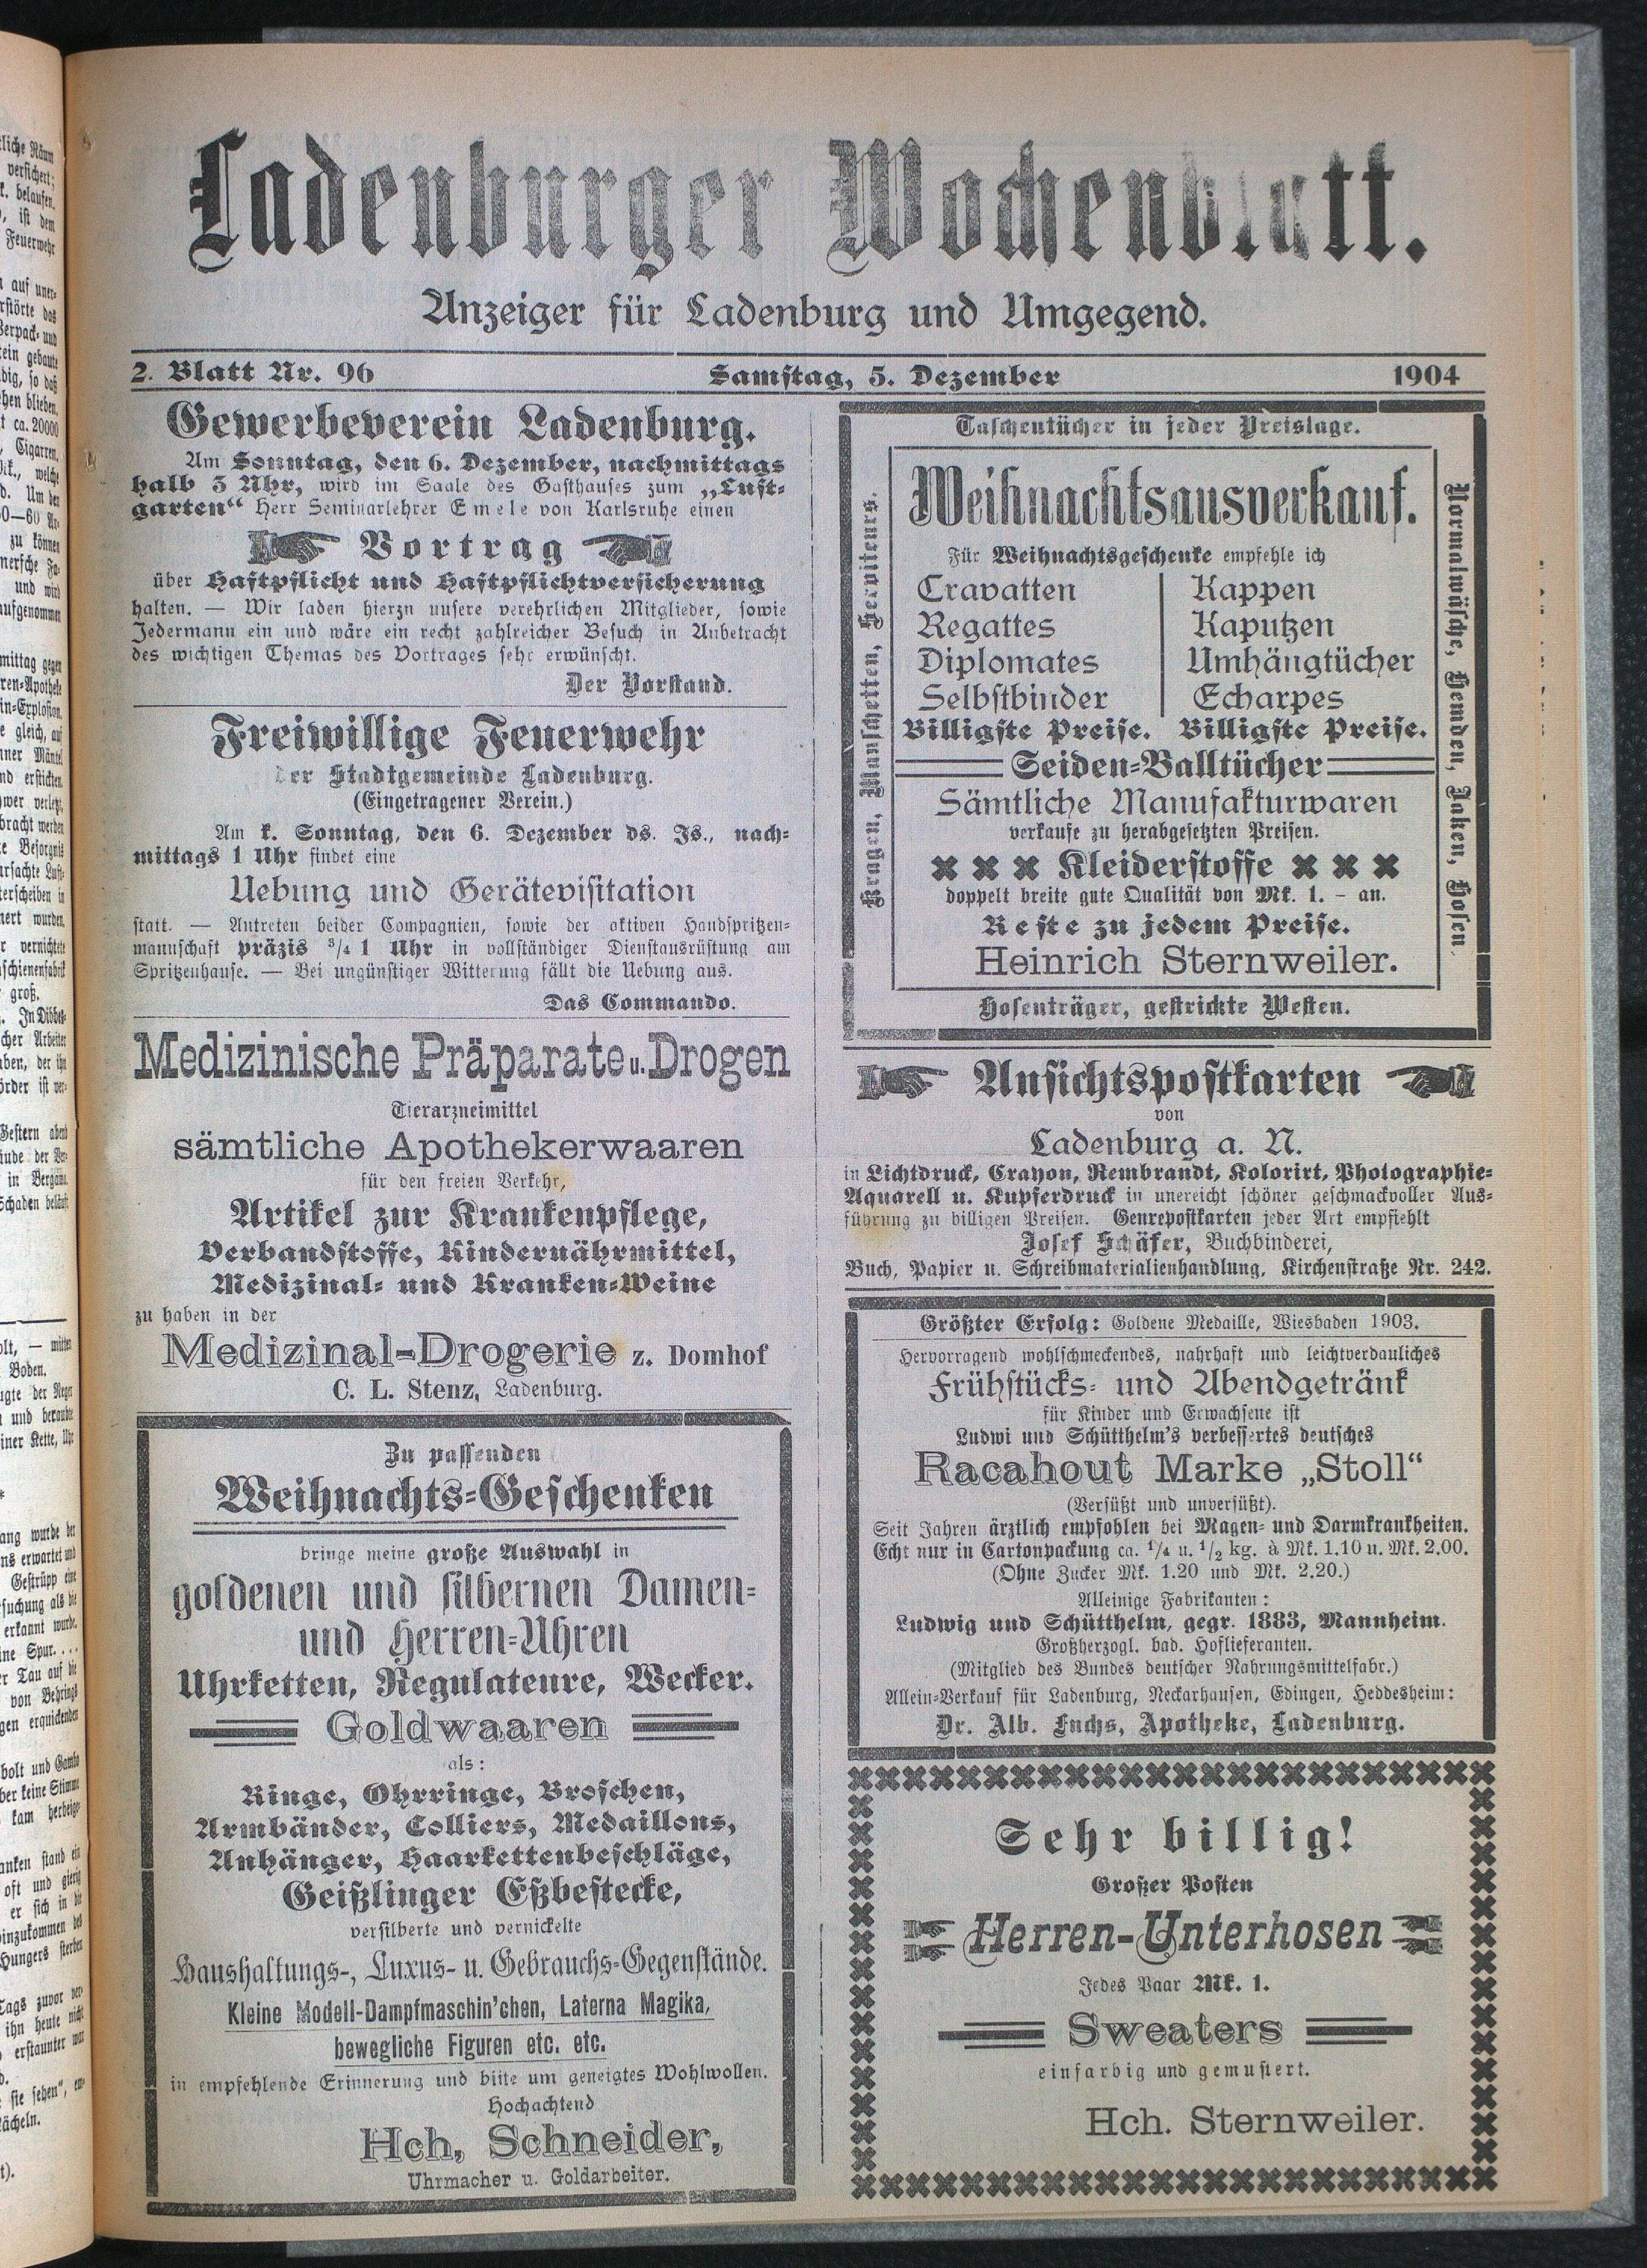 Ladenburger Wochenblatt.
Anzeiger für Ladenburg und Umgegend.
2. Blatt Nr. 96 Samstag, 5. Dezember 1904
Gewerbeverein Ladenburg.
Am Sonntag, den 6. Dezember, nachmittags
halb 3 Uhr, wird im Saale des Gasthauses zum „Lust-
garten“ Herr Seminarlehrer Emele von Karlsruhe einen
Vortrag
über Haftpflicht und Haftpflichtversicherung
halten. — Wir laden hierzu unsere verehrlichen Mitglieder, sowie
Jedermann ein und wäre ein recht zahlreicher Besuch in Anbetracht
des wichtigen Themas des Vortrages sehr erwünscht.
Der Vorstand.
Freiwillige Feuerwehr
der Stadtgemeinde Ladenburg.
(Eingetragener Verein.)
Am k. Sonntag, den 6. Dezember ds. Js., nach-
mittags 1 Uhr findet eine
Uebung und Gerätevisitation
statt. — Antreten beider Compagnien, sowie der aktiven Handspritzen-
mannschaft präzis 3/4 1 Uhr in vollständiger Dienstausrüstung am
Spritzenhause. — Bei ungünstiger Witterung fällt die Uebung aus.
Das Commando.
Medizinische Präparate u. Drogen
Tierarzneimittel
sämtliche Apothekerwaaren
für den freien Verkehr,
Artikel zur Krankenpflege,
Verbandstoffe, Kindernährmittel,
Medizinal- und Kranken-Weine
zu haben in der
Medizinal-Drogerie z. Domhof
C. L. Stenz, Ladenburg.
Zu passenden
Weihnachts-Geschenken
bringe meine große Auswahl in
goldenen und silbernen Damen-
und Herren-Uhren
Uhrketten, Regulateure, Wecker.
Goldwaaren
als:
Ringe, Ohrringe, Broschen,
Armbänder, Colliers, Medaillons,
Anhänger, Haarkettenbeschläge,
Geißlinger Eßbestecke,
versilberte und vernickelte
Haushaltungs-, Luxus- u. Gebrauchs-Gegenstände.
Kleine Modell-Dampfmaschin'chen, Laterna Magika,
bewegliche Figuren etc. etc.
in empfehlende Erinnerung und bitte um geneigtes Wohlwollen.
Hochachtend
Hch, Schneider,
Uhrmacher u. Goldarbeiter.
Taschentücher in jeder Preislage.
Kragen, Manschetten, Serviteurs.
Weihnachtsausverkauf.
Für Weihnachtsgeschenke empfehle ich
Cravatten Kappen
Regattes Kaputzen
Diplomates Umhängtücher
Selbstbinder Echarpes
Billigste Preise. Billigste Preise.
Seiden-Balltücher
Sämtliche Manufakturwaren
verkaufe zu herabgesetzten Preisen.
Kleiderstoffe
doppelt breite gute Qualität von Mk. 1. – an.
Reste zu jedem Preise.
Heinrich Sternweiler.
Normalwäsche, Hemden, Jaken, Hosen
Hosenträger, gestrickte Westen.
Ansichtspostkarten
von
Ladenburg a. N.
in Lichtdruck, Crayon, Rembrandt, Kolorirt, Photographie-
Aquarell u. Kupferdruck in unereicht schöner geschmackvoller Aus-
führung zu billigen Preisen. Genrepostkarten jeder Art empfiehlt
Josef Schäfer, Buchbinderei,
Buch, Papier u. Schreibmaterialienhandlung, Kirchenstraße Nr. 242.
Größter Erfolg: Goldene Medaille, Wiesbaden 1903.
Hervorragend wohlschmeckendes, nahrhaft und leichtverdauliches
Frühstücks- und Abendgetränk
für Kinder und Erwachsene ist
Ludwi und Schütthelm's verbessertes deutsches
Racahout Marke „Stoll“
(Versüßt und unversüßt).
Seit Jahren ärztlich empfohlen bei Magen- und Darmkrankheiten.
Echt nur in Cartonpackung ca. 1/4 u. 1/2 kg. à Mk. 1.10 u. Mk. 2.00.
(Ohne Zucker Mk. 1.20 und Mk. 2.20.)
Alleinige Fabrikanten:
Ludwig und Schütthelm, gegr. 1883, Mannheim.
Großherzogl. bad. Hoflieferanten.
(Mitglied des Bundes deutscher Nahrungsmittelfabr.)
Allein-Verkauf für Ladenburg, Neckarhausen, Edingen, Heddesheim:
Dr. Alb. Fuchs, Apotheke, Ladenburg.
Sehr billig!
Großer Posten
Herren-Unterhosen
Jedes Paar Mk. 1.
Sweaters
einfarbig und gemustert.
Hch. Sternweiler.